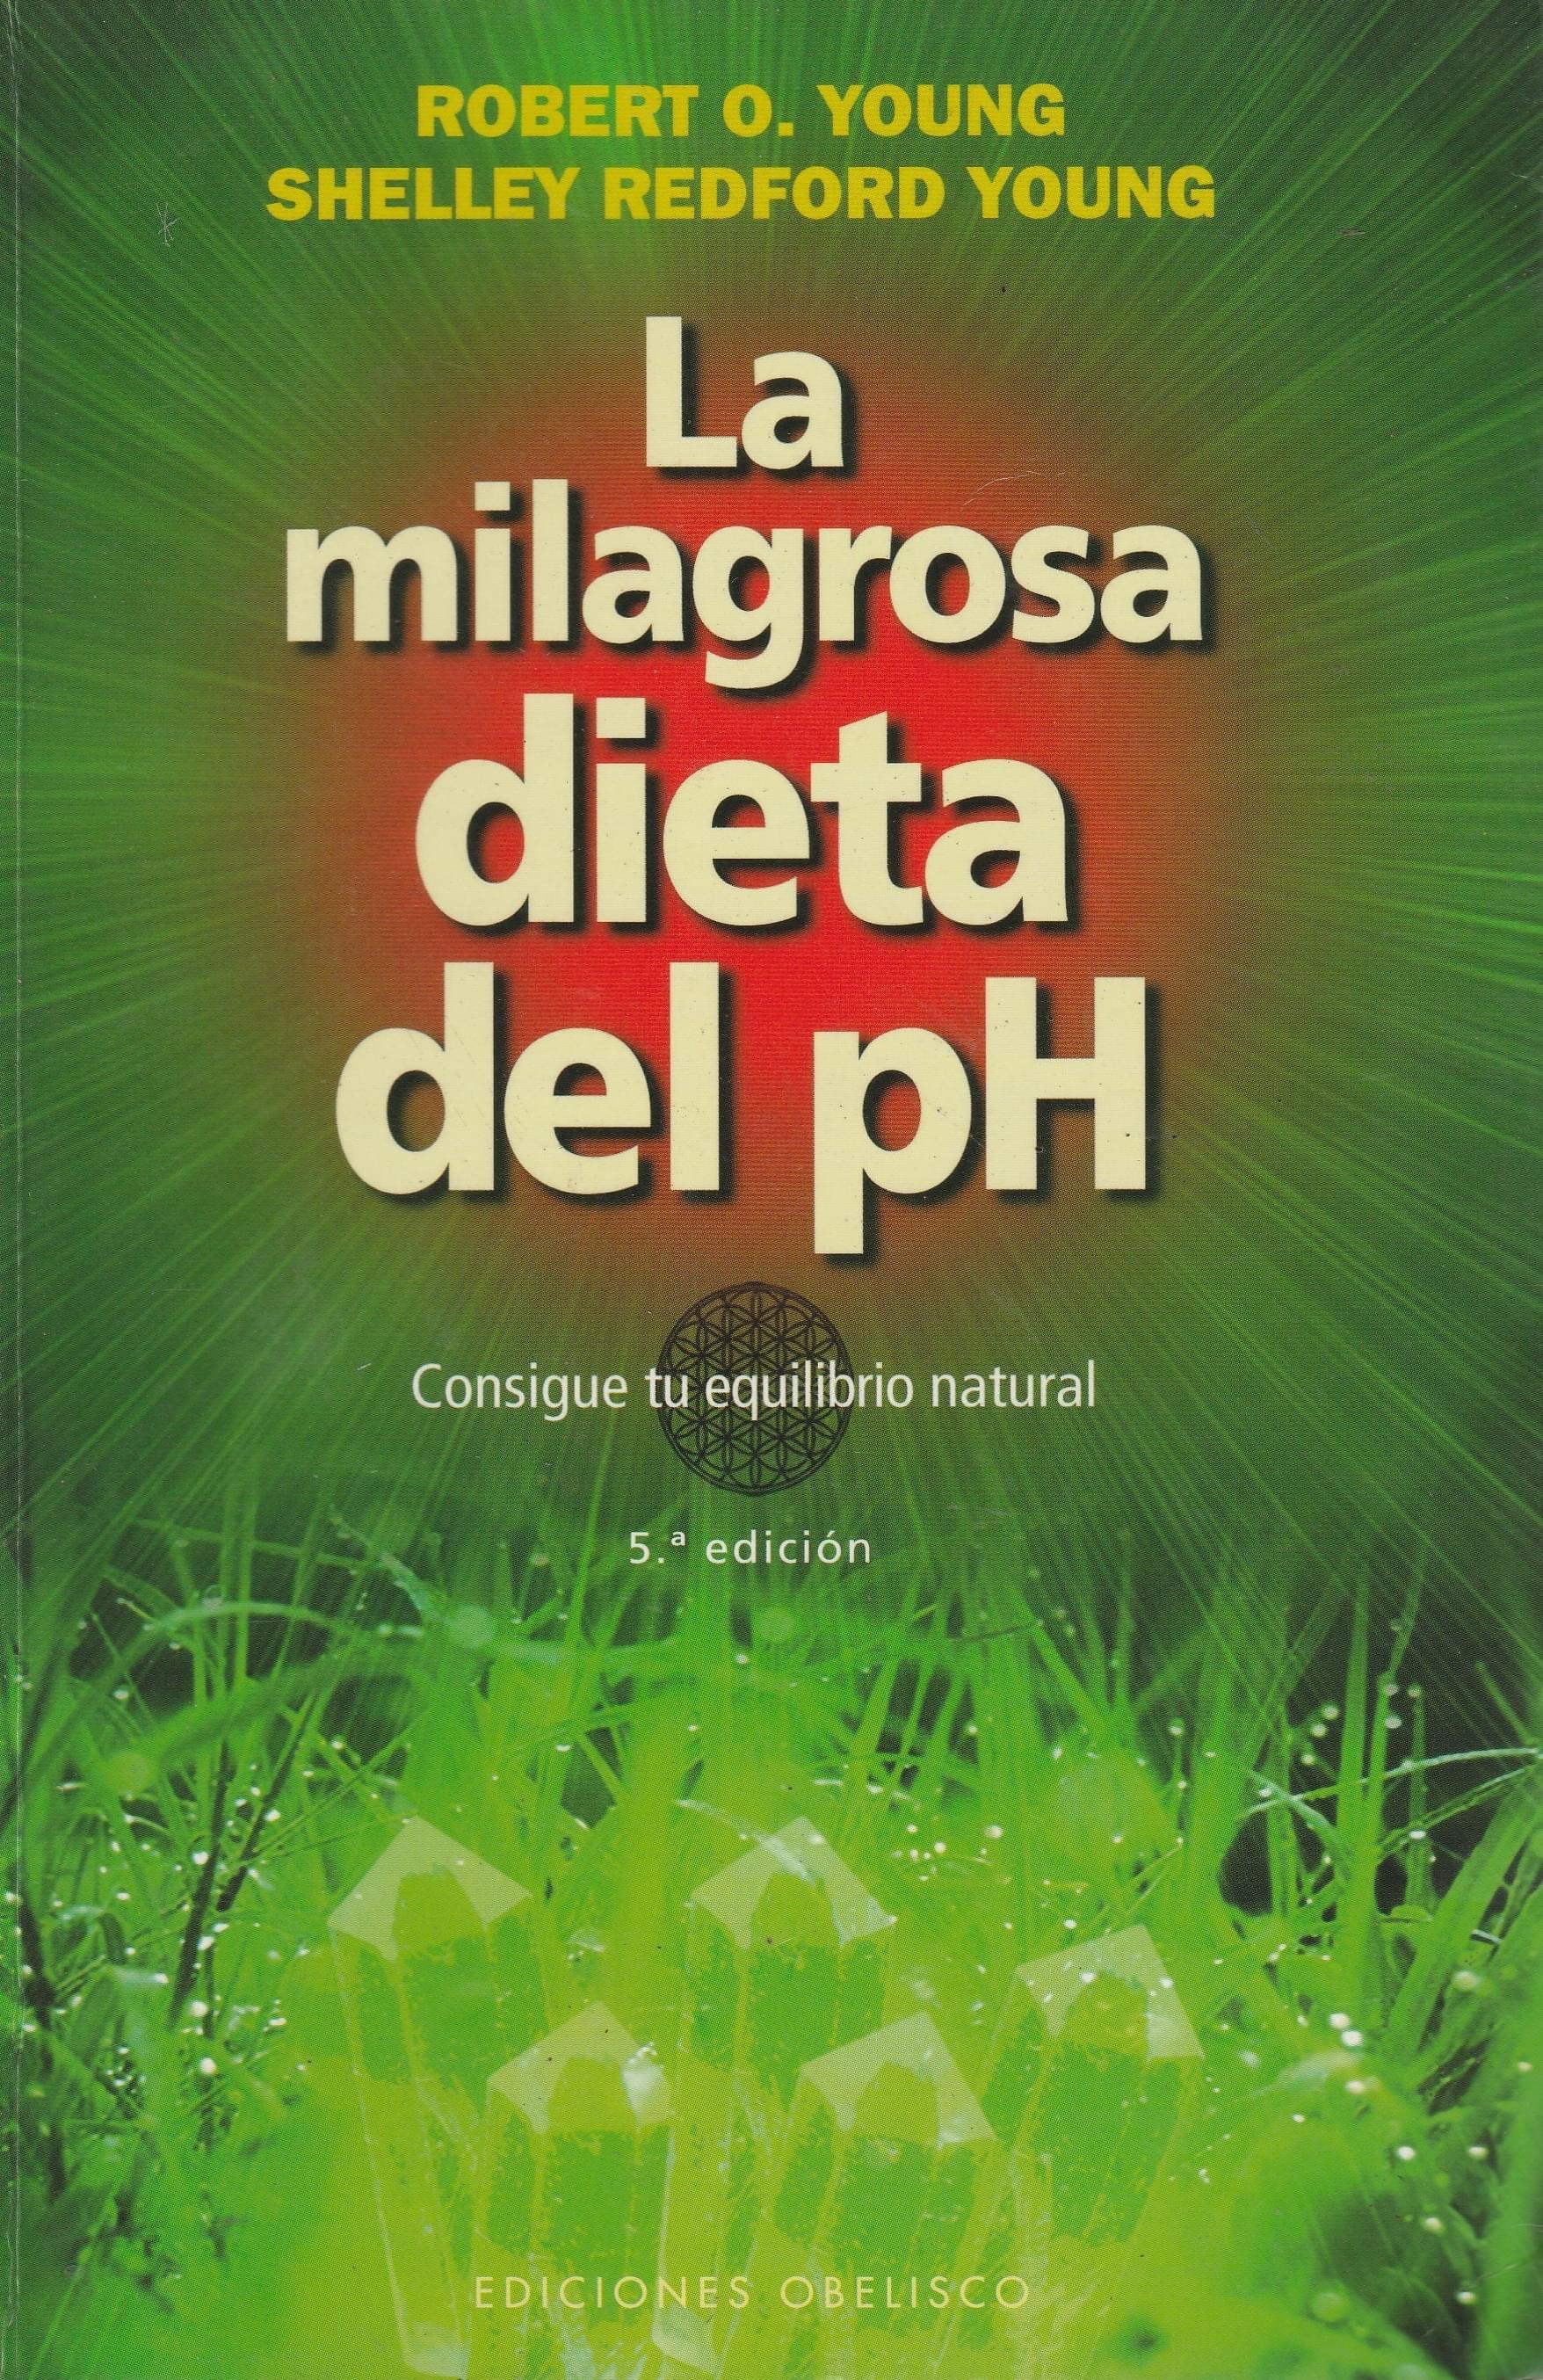 ROBERT O. YOUNG
SHELLEY REDFORD YOUNG
La
milagrosa
dieta
del pH
Consigue tu equilibrio natural
5.ª edición
EDICIONES OBELISCO